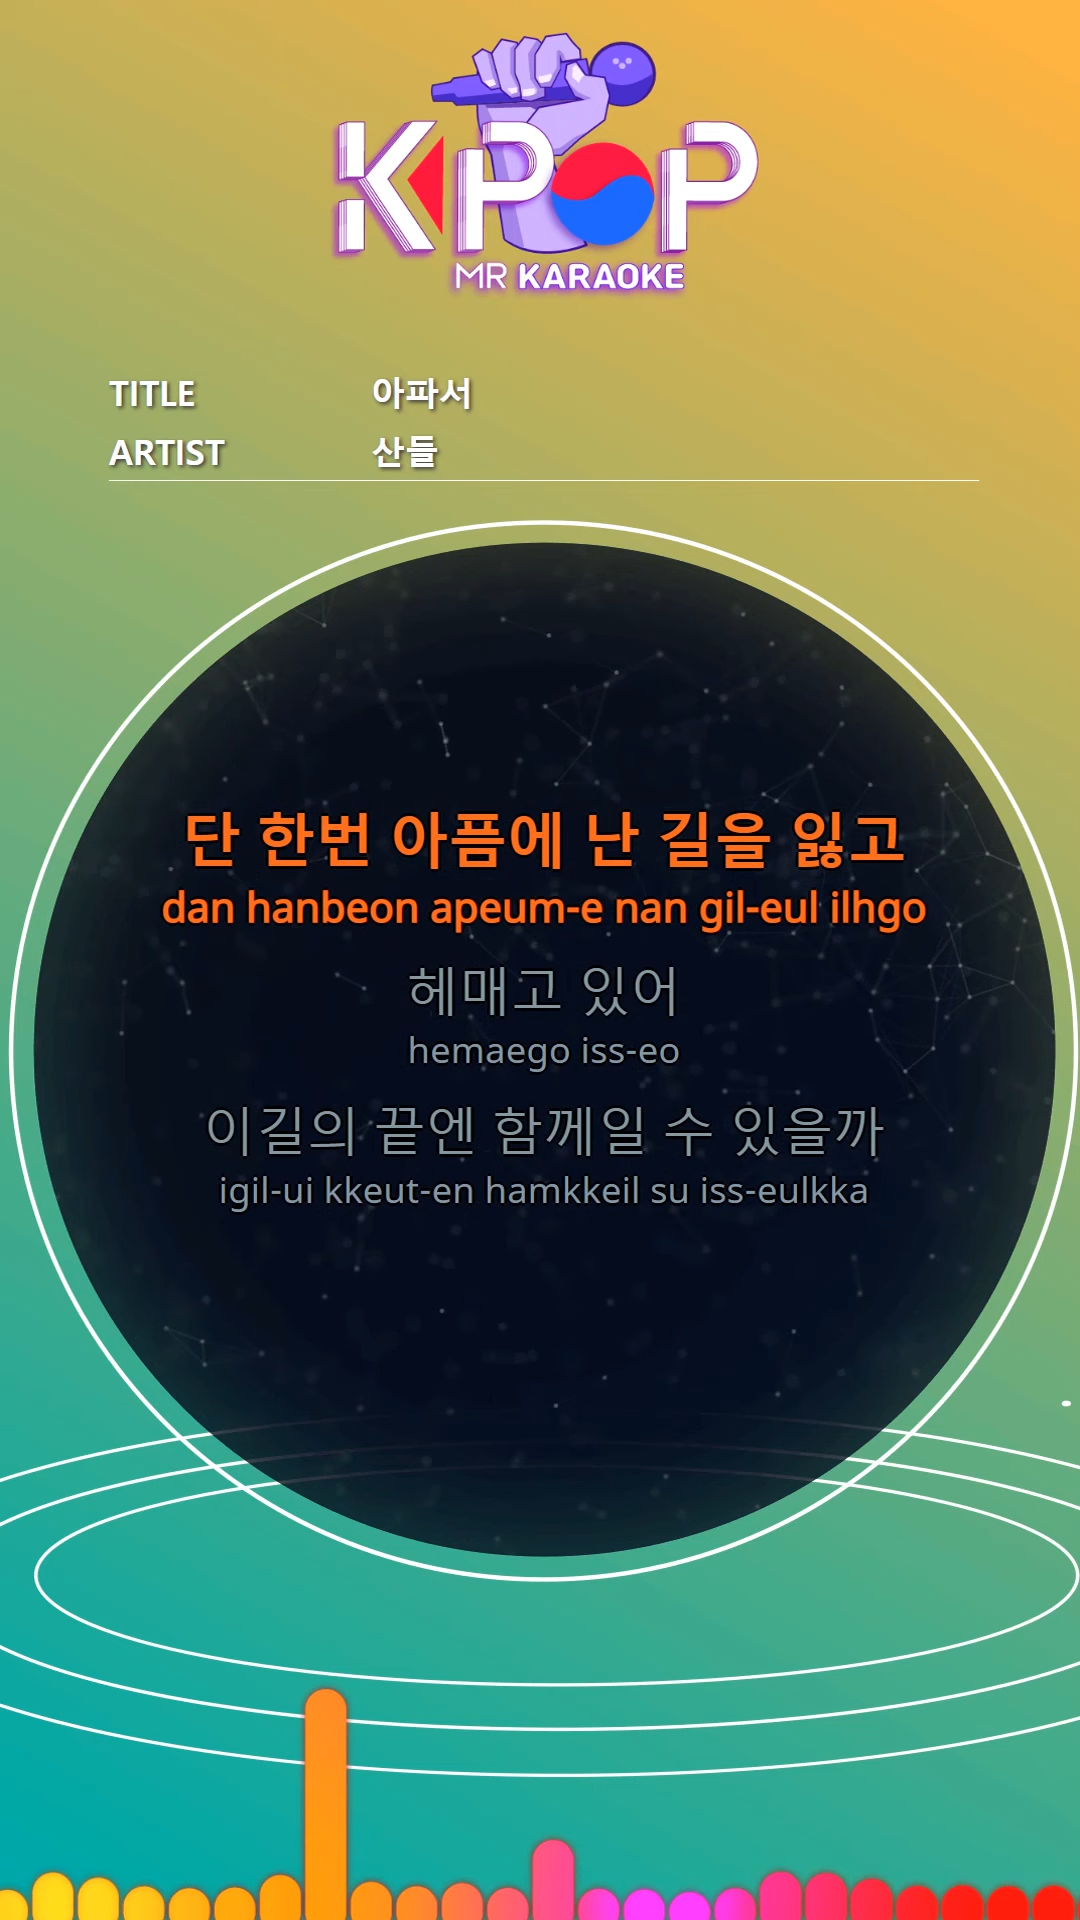 KPOP
MR KARAOKE
TITLE 아파서
ARTIST 산들
단 한번 아픔에 난 길을 잃고
dan hanbeon apeum-e nan gil-eul ilhgo
헤매고 있어
hemaego iss-eo
이길의 끝엔 함께일 수 있을까
igil-ui kkeut-en hamkkeil su iss-eulkka